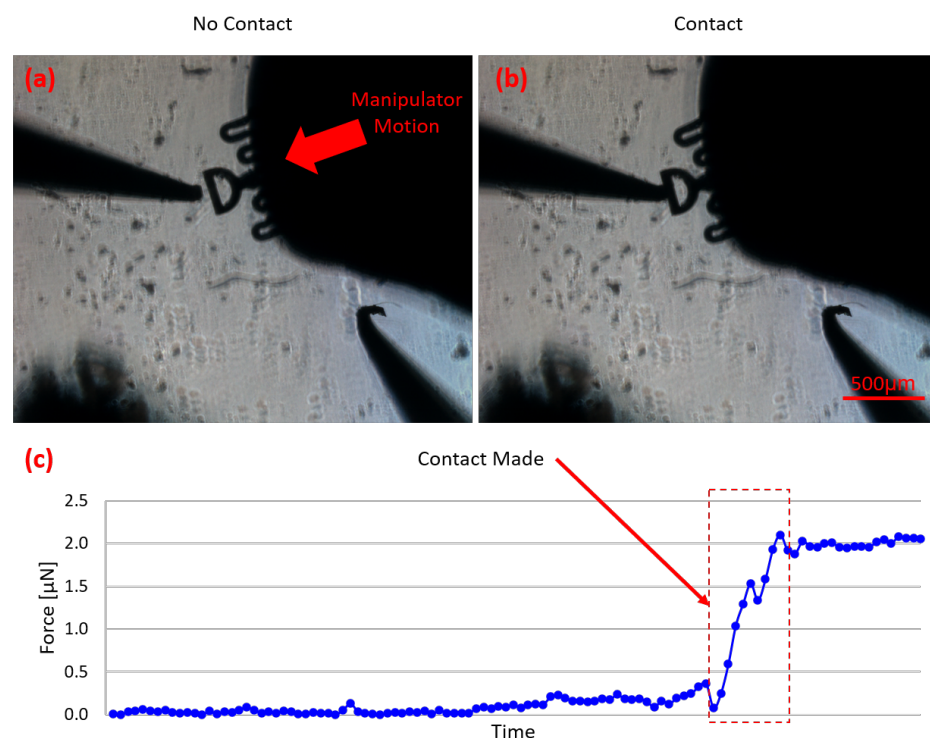 No Contact
Contact
(a)
(b)
Manipulator
Motion
500µm
(c)
Contact Made
2.5
2.0
1.5
1.0
0.5
0.0
Force [µN]
Time